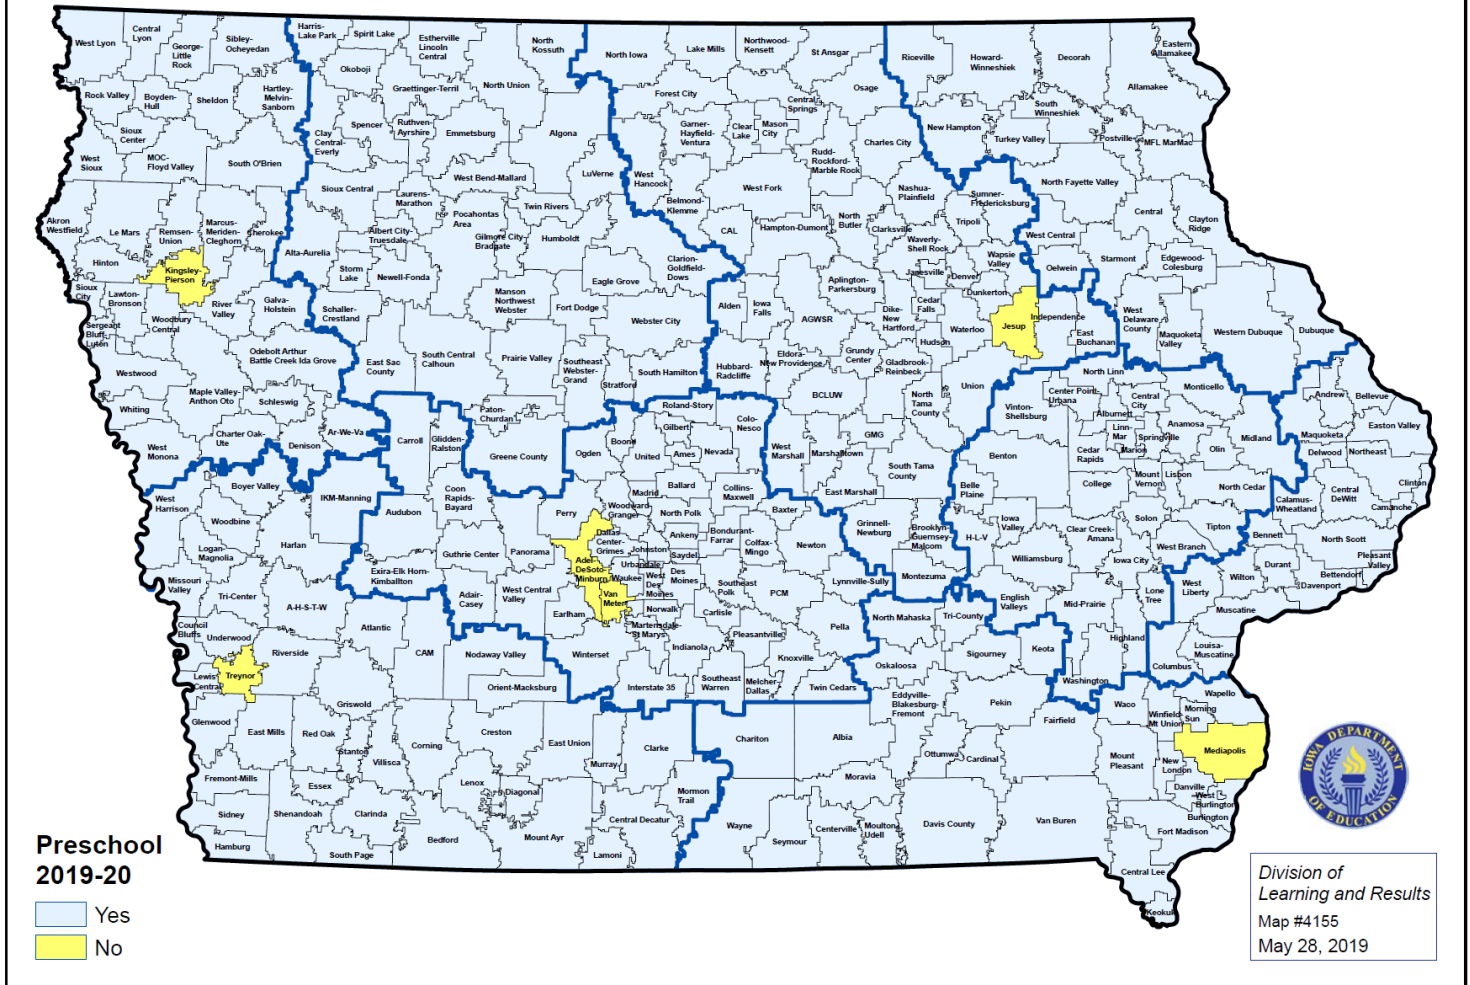 West Lyon
Central
Lyon
George-
Little
Rock
Sibley-
Ocheyedan
Harris-
Lake Park
Spirit Lake
Estherville
Lincoln
Central
North
Kossuth
North Iowa
Lake Mills
Northwood-
Kensett
St Ansgar
Riceville
Howard-
Winneshiek
Decorah
Eastern
Allamakee
Rock Valley
Boyden-
Hull
Sheldon
Hartley-
Melvin-
Sanborn
Okoboji
Graettinger-Terril
North Union
Forest City
Central
Springs
Osage
Allamakee
Sioux
Center
Clay
Central-
Everly
Spencer
Ruthven-
Ayrshire
Emmetsburg
Algona
Garner-
Hayfield-
Ventura
Clear
Lake
Mason
City
Charles City
New Hampton
South
Winneshiek
Turkey Valley
Postville
MFL MarMac
West
Sioux
MOC-
Floyd Valley
South O'Brien
Sioux Central
Laurens-
Marathon
West Bend-Mallard
LuVerne
West
Hancock
Belmond-
Klemme
West Fork
Rudd-
Rockford-
Marble Rock
Nashua-
Plainfield
Sumner-
Fredericksburg
North Fayette Valley
Central
Clayton
Ridge
Akron
Westfield
Le Mars
Remsen-
Union
Marcus-
Meriden-
Cleghorn
Cherokee
Alta-Aurelia
Albert City-
Truesdale
Pocahontas
Area
Gilmore City-
Bradgate
Twin Rivers
Humboldt
CAL
Hampton-Dumont
North
Butler
Clarksville
Tripoli
Waverly-
Shell Rock
Wapsie
Valley
West Central
Starmont
Edgewood-
Colesburg
Hinton
Kingsley-
Pierson
Storm
Lake
Newell-Fonda
Clarion-
Goldfield-
Dows
Eagle Grove
Aplington-
Parkersburg
Janesville
Denver
Oelwein
Sioux
City
Lawton-
Bronson
Woodbury
Central
River
Valley
Galva-
Holstein
Schaller-
Crestland
Manson
Northwest
Webster
Fort Dodge
Webster City
Alden
Iowa
Falls
AGWSR
Dike-
New
Hartford
Cedar
Falls
Hudson
Waterloo
Dunkerton
Jesup
Independence
East
Buchanan
West
Delaware
County
Maquoketa
Valley
Western Dubuque
Dubuque
Sergeant
Bluff-
Luton
Westwood
Odebolt Arthur
Battle Creek Ida Grove
East Sac
County
South Central
Calhoun
Prairie Valley
Southeast
Webster-
Grand
Stratford
South Hamilton
Hubbard-
Radcliffe
Eldora-
New Providence
Grundy
Center
Gladbrook-
Reinbeck
Union
North Linn
Monticello
Whiting
Maple Valley-
Anthon Oto
Schleswig
Paton-
Churdan
Roland-Story
Gilbert
Colo-
Nesco
BCLUW
North
Tama
County
Vinton-
Shellsburg
Center Point-
Urbana
Central
City
Alburnett
Andrew
Bellevue
West
Monona
Charter Oak-
Ute
Denison
Ar-We-Va
Carroll
Glidden-
Ralston
Greene County
Ogden
Boone
United
Ames
Nevada
West
Marshall
Marshalltown
GMG
South Tama
County
Benton
Linn-
Mar
Springville
Marion
Cedar
Rapids
Anamosa
Olin
Midland
Maquoketa
Easton Valley
Delwood
Northeast
West
Harrison
Boyer Valley
IKM-Manning
Audubon
Coon
Rapids-
Bayard
Perry
Madrid
Woodward-
Granger
Ballard
North Polk
Collins-
Maxwell
Baxter
East Marshall
Belle
Plaine
College
Mount
Vernon
Lisbon
North Cedar
Calamus-
Wheatland
Central
DeWitt
Clinton
Camanche
Woodbine
Logan-
Magnolia
Harlan
Exira-Elk Horn-
Kimballton
Guthrie Center
Panorama
Dallas
Center-
Grimes
Adel
DeSoto-
Minburn
Johnston
Urbandale
Waukee
Ankeny
Saydel
Bondurant-
Farrar
Colfax-
Mingo
Newton
Grinnell-
Newburg
Brooklyn-
Guernsey-
Malcom
H-L-V
Iowa
Valley
Williamsburg
Clear Creek-
Amana
Solon
Iowa City
West Branch
Tipton
Bennett
North Scott
Durant
Pleasant
Valley
Bettendorf
Davenport
Missouri
Valley
Tri-Center
A-H-S-T-W
Atlantic
Adair-
Casey
West Central
Valley
Earlham
Van
Meter
West
Des
Moines
Des
Moines
Norwalk
Southeast
Polk
Carlisle
PCM
Lynnville-Sully
Montezuma
English
Valleys
Tri-County
Mid-Prairie
Lone
Tree
West
Liberty
Wilton
Muscatine
Council
Bluffs
Underwood
Lewis
Central
Treynor
Riverside
CAM
Nodaway Valley
Orient-Macksburg
Winterset
Martensdale-
St Marys
Indianola
Pleasantville
Knoxville
Pella
North Mahaska
Oskaloosa
Sigourney
Keota
Highland
Washington
Columbus
Louisa-
Muscatine
Glenwood
East Mills
Red Oak
Griswold
Stanton
Villisca
Corning
Creston
East Union
Murray
Interstate 35
Clarke
Southeast
Warren
Melcher-
Dallas
Twin Cedars
Chariton
Albia
Eddyville-
Blakesburg-
Fremont
Pekin
Fairfield
Ottumwa
Cardinal
Waco
Winfield-
Mt Union
Morning
Sun
Wapello
Mediapolis
Mount
Pleasant
New
London
Danville
West
Burlington
Burlington
Fremont-Mills
Sidney
Hamburg
Essex
Shenandoah
Clarinda
South Page
Bedford
Lenox
Diagonal
Mount Ayr
Central Decatur
Lamoni
Mormon
Trail
Wayne
Seymour
Centerville
Moravia
Moulton
Udell
Davis County
Van Buren
Fort Madison
Central Lee
Keokuk
IOWA DEPARTMENT
OF EDUCATION
Preschool
2019-20
Yes
No
Division of
Learning and Results
Map #4155
May 28, 2019